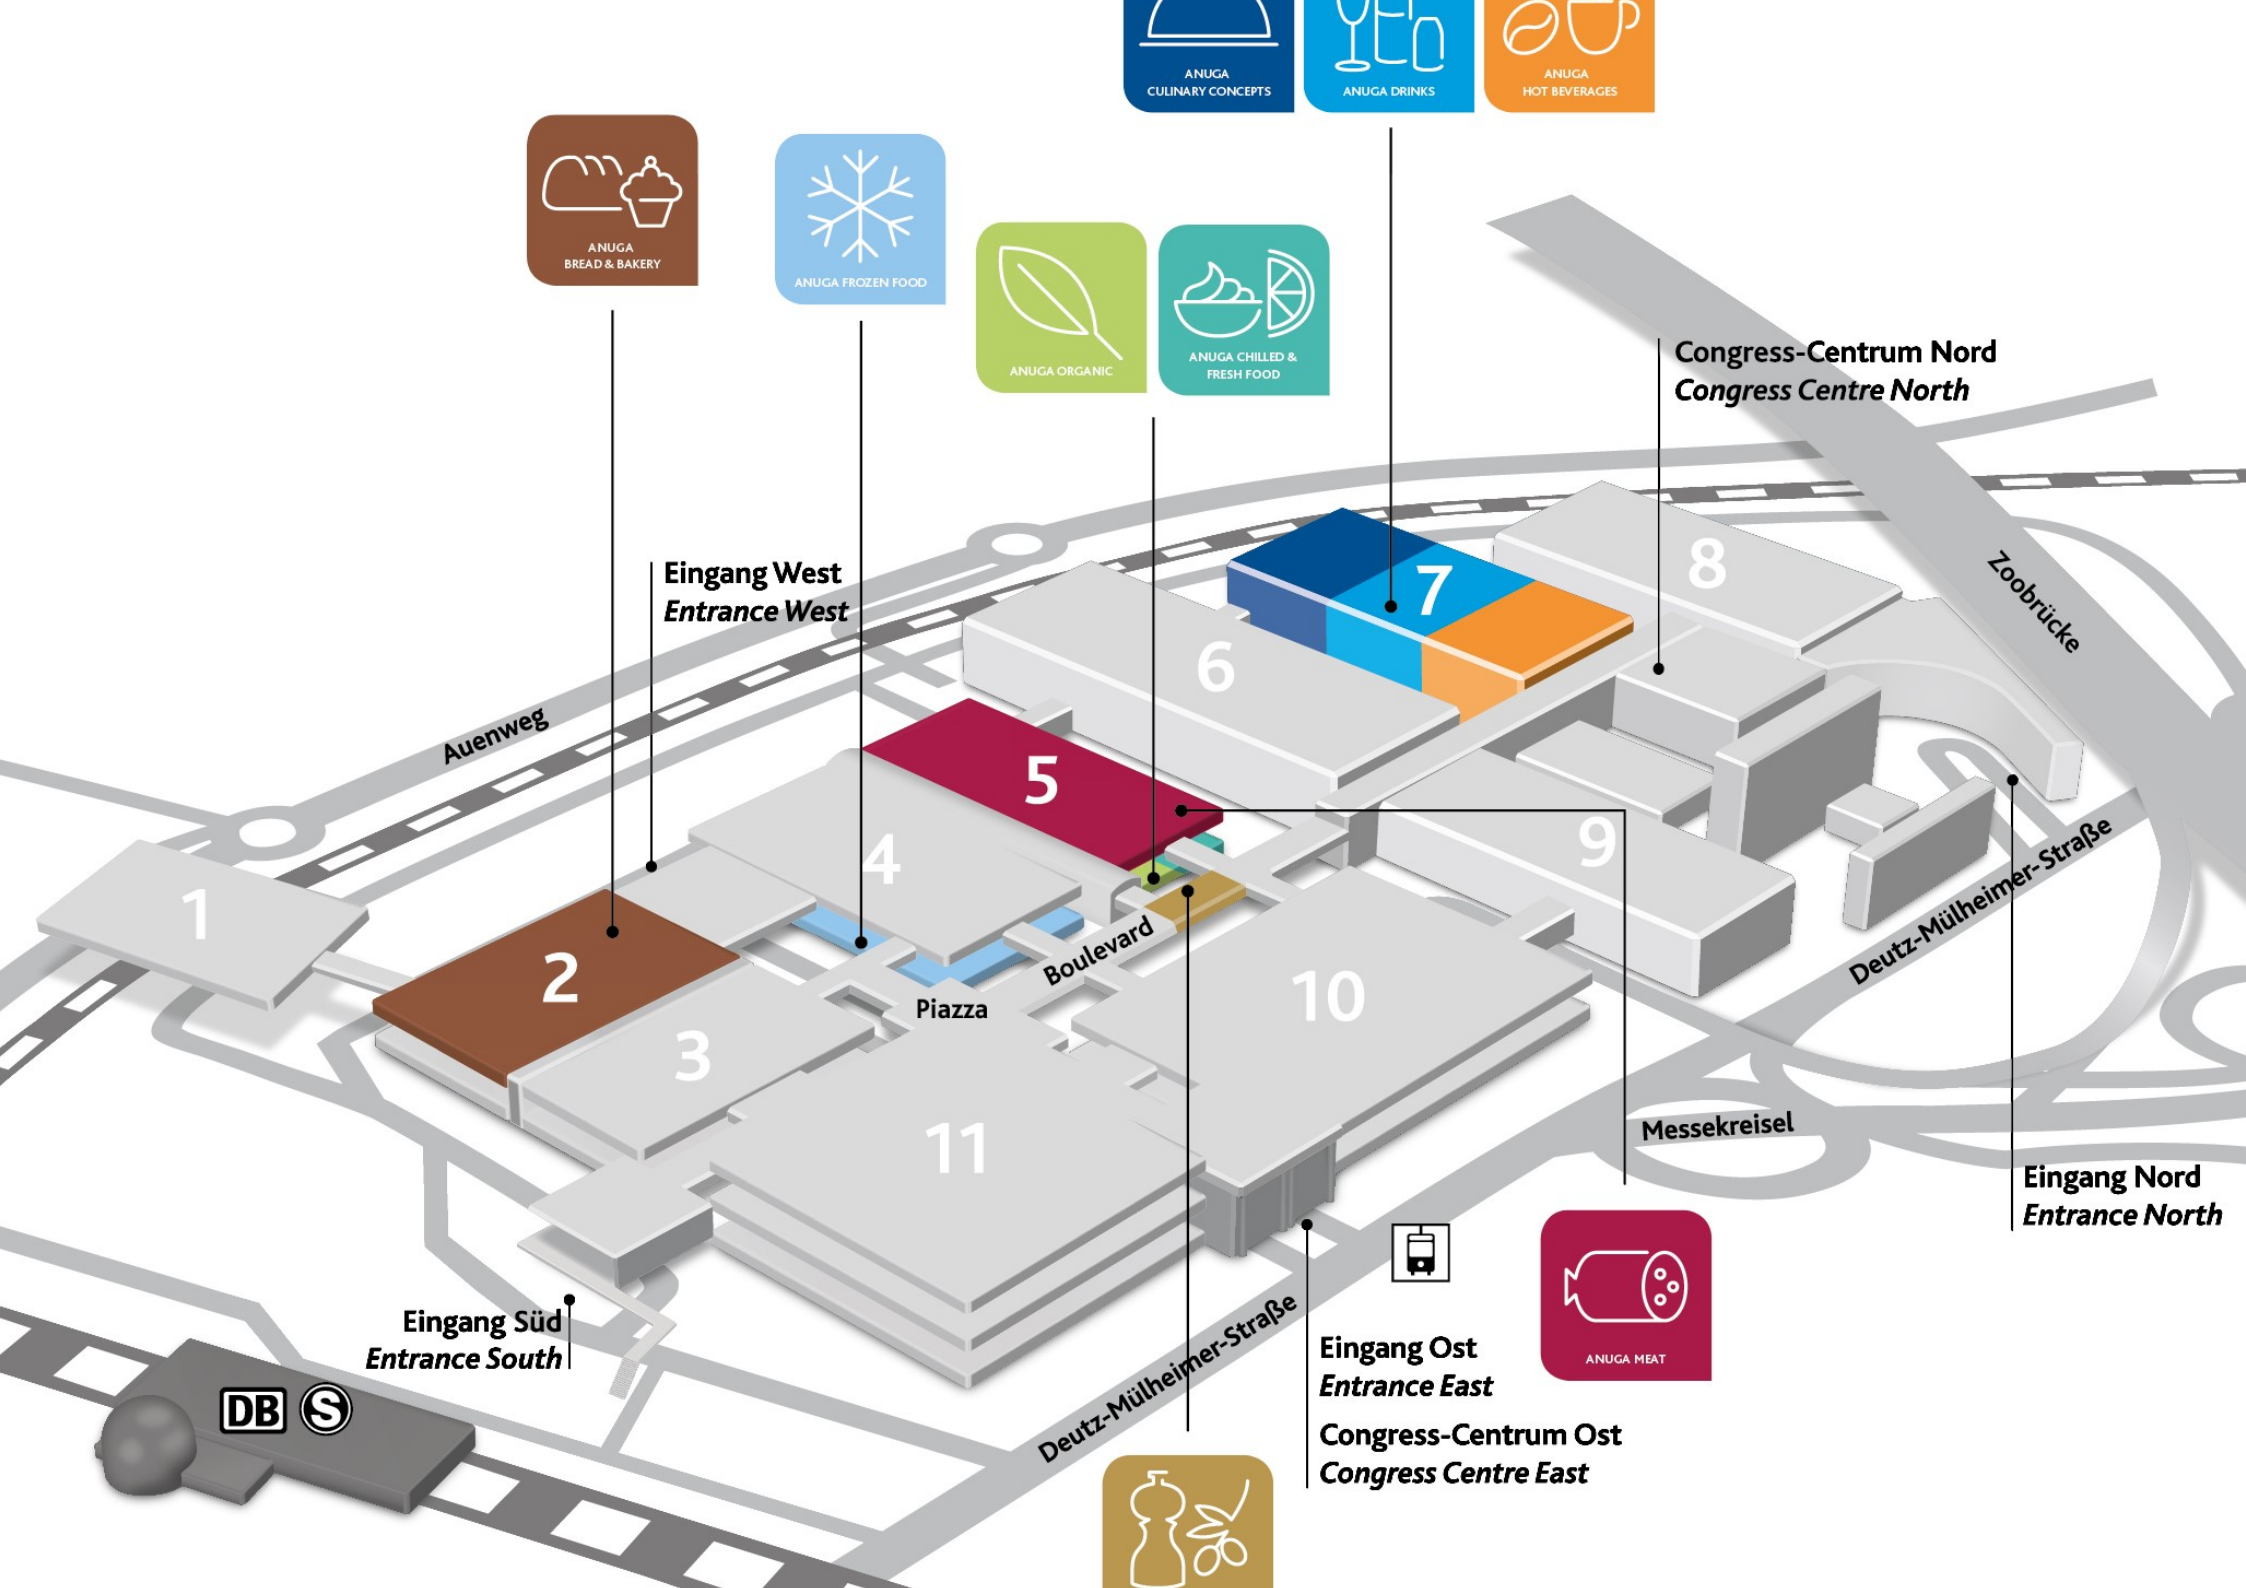 ANUGA
CULINARY CONCEPTS
ANUGA DRINKS
ANUGA
HOT BEVERAGES
ANUGA
BREAD & BAKERY
ANUGA FROZEN FOOD
ANUGA ORGANIC
ANUGA CHILLED &
FRESH FOOD
Congress-Centrum Nord
Congress Centre North
Eingang West
Entrance West
Zoobrücke
Auenweg
8
7
6
5
4
9
1
2
3
10
11
Boulevard
Piazza
Deutz-Mülheimer-Straße
Messekreisel
Eingang Nord
Entrance North
Eingang Süd
Entrance South
DB
S
Deutz-Mülheimer-Straße
Eingang Ost
Entrance East
Congress-Centrum Ost
Congress Centre East
ANUGA MEAT